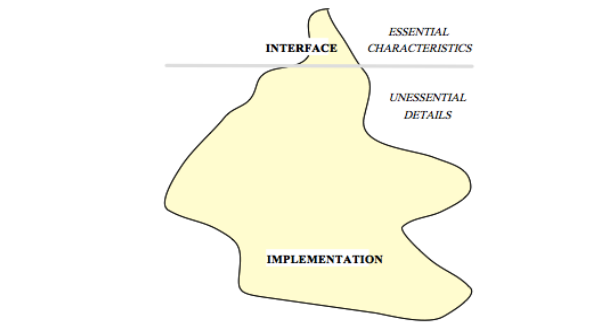 ESSENTIAL
INTERFACE CHARACTERISTICS
UNESSENTIAL
DETAILS
IMPLEMENTATION